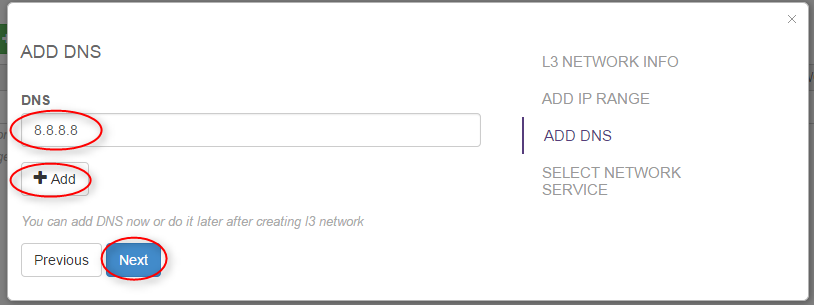 ADD DNS
DNS
8.8.8.8
Add
You can add DNS now or do it later after creating l3 network
Previous
Next
L3 NETWORK INFO
ADD IP RANGE
ADD DNS
SELECT NETWORK
SERVICE